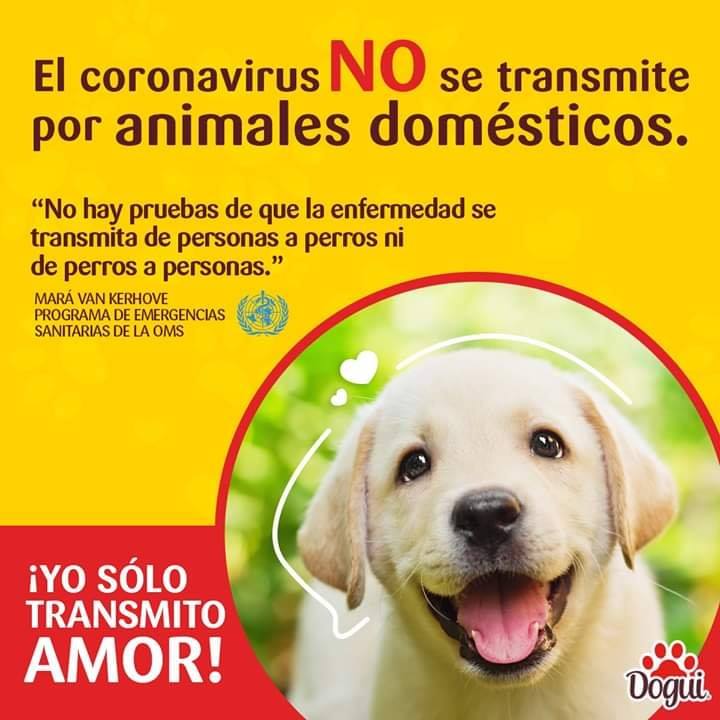 El coronavirus NO se transmite
por animales domésticos.
“No hay pruebas de que la enfermedad se
transmita de personas a perros ni
de perros a personas.”
MARÁ VAN KERHOVE
PROGRAMA DE EMERGENCIAS
SANITARIAS DE LA OMS
¡YO SÓLO
TRANSMITO
AMOR!
Dogui